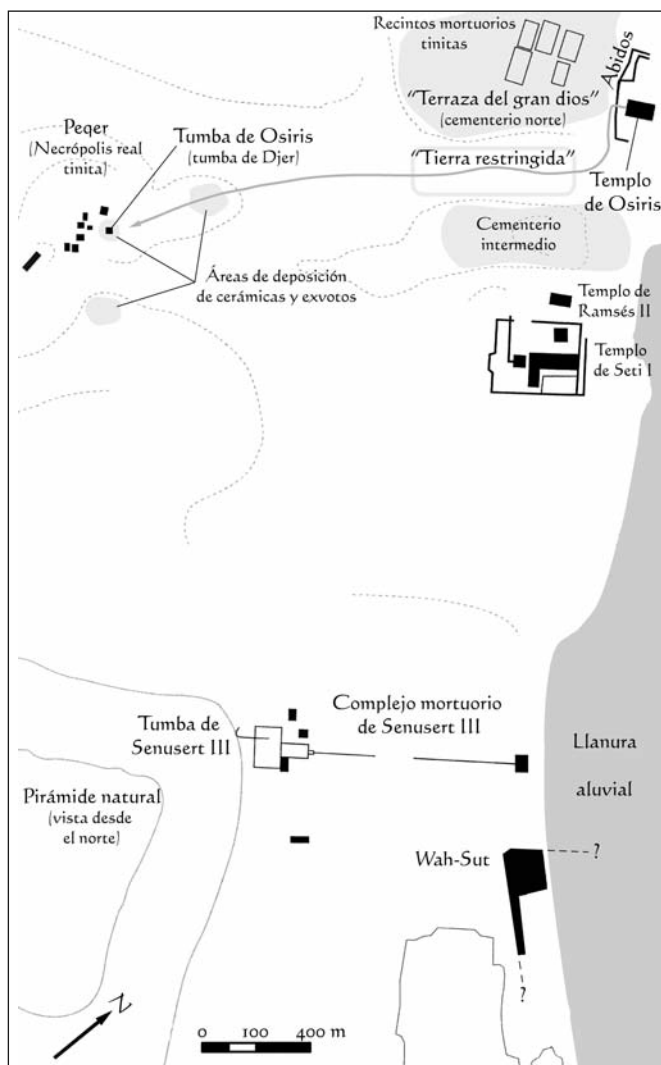 Recintos mortuorios
tinitas
Abidos
“Terraza del gran dios”
(cementerio norte)
Peqer
(Necrópolis real
tinita)
Tumba de Osiris
(tumba de Djer)
“Tierra restringida”
Templo
de Osiris
Cementerio
intermedio
Áreas de deposición
de cerámicas y exvotos
Templo de
Ramsés II
Templo
de Seti I
Complejo mortuorio
de Senusert III
Tumba de
Senusert III
Llanura
aluvial
Pirámide natural
(vista desde
el norte)
Wah-Sut
?
?
N
0 100 400 m